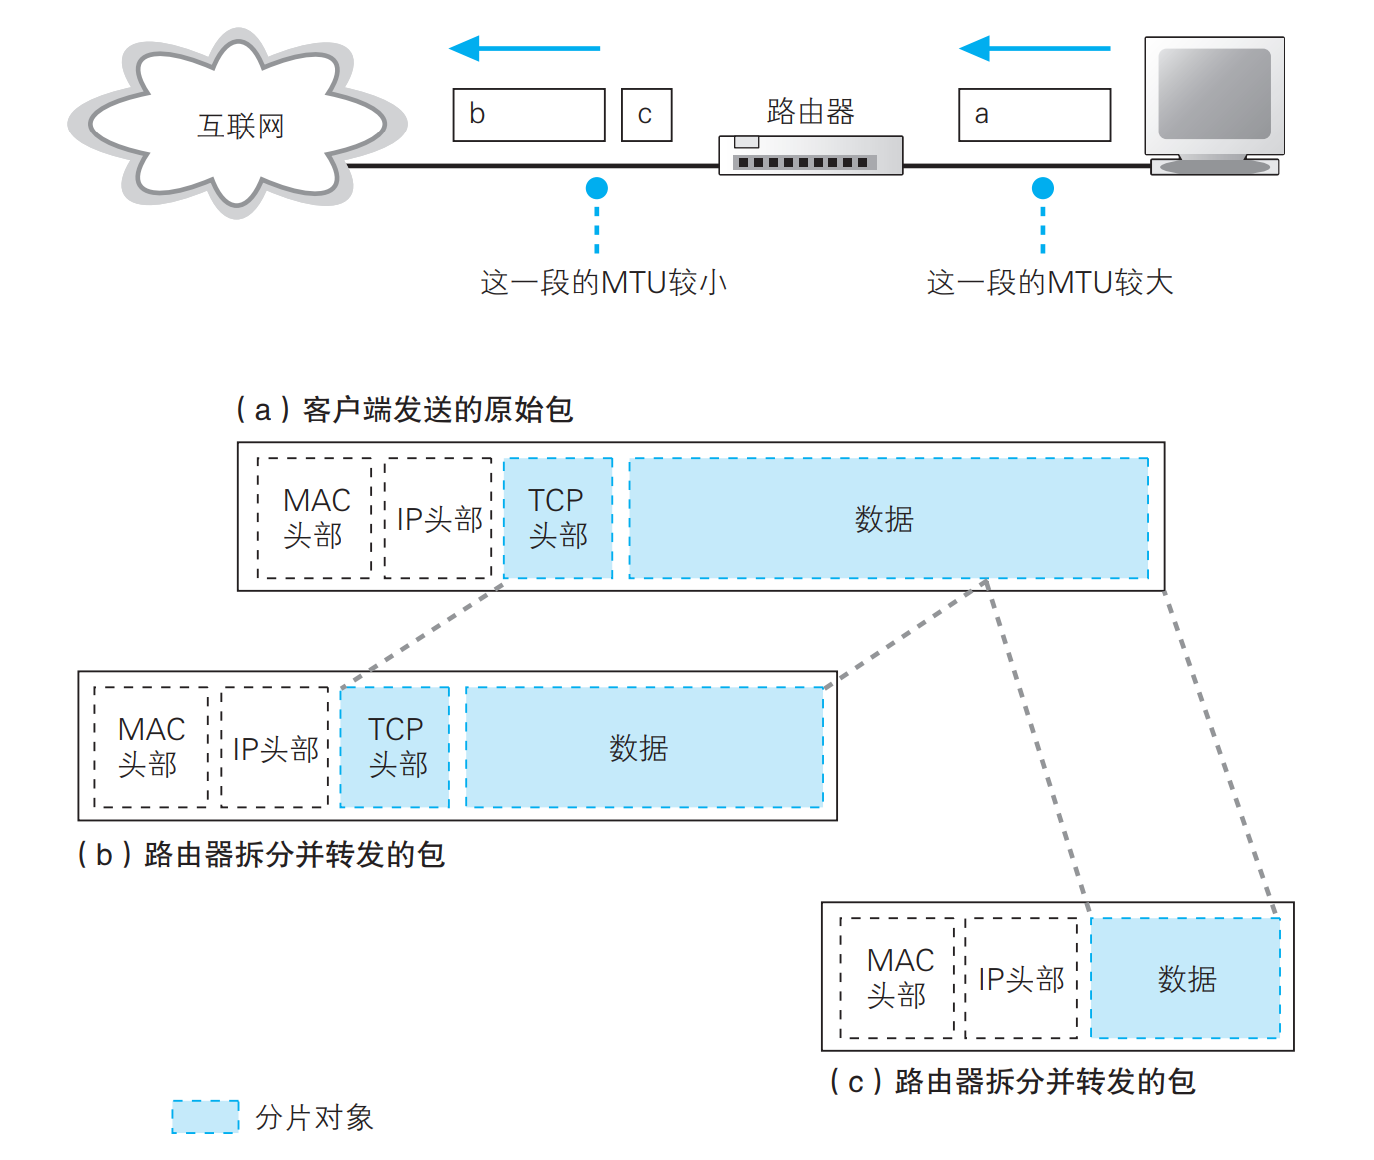 互联网
b
c
路由器
a
这一段的MTU较小
这一段的MTU较大
(a)客户端发送的原始包
MAC
头部
IP头部
TCP
头部
数据
MAC
头部
IP头部
TCP
头部
数据
(b)路由器拆分并转发的包
MAC
头部
IP头部
数据
(c)路由器拆分并转发的包
分片对象